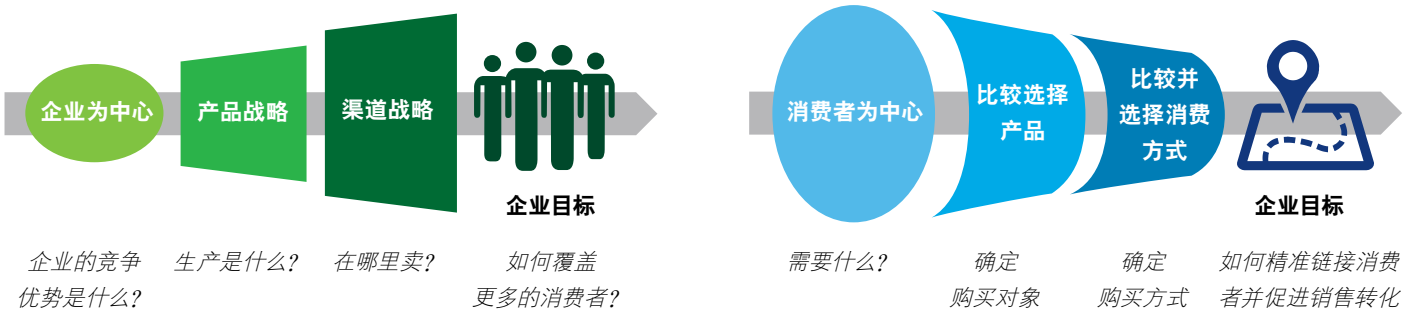 企业为中心
产品战略
渠道战略
企业目标
企业的竞争
优势是什么?
生产是什么?
在哪里卖?
如何覆盖
更多的消费者?
消费者为中心
比较选择
产品
比较并
选择消费
方式
企业目标
需要什么?
确定
购买对象
确定
购买方式
如何精准链接消费
者并促进销售转化